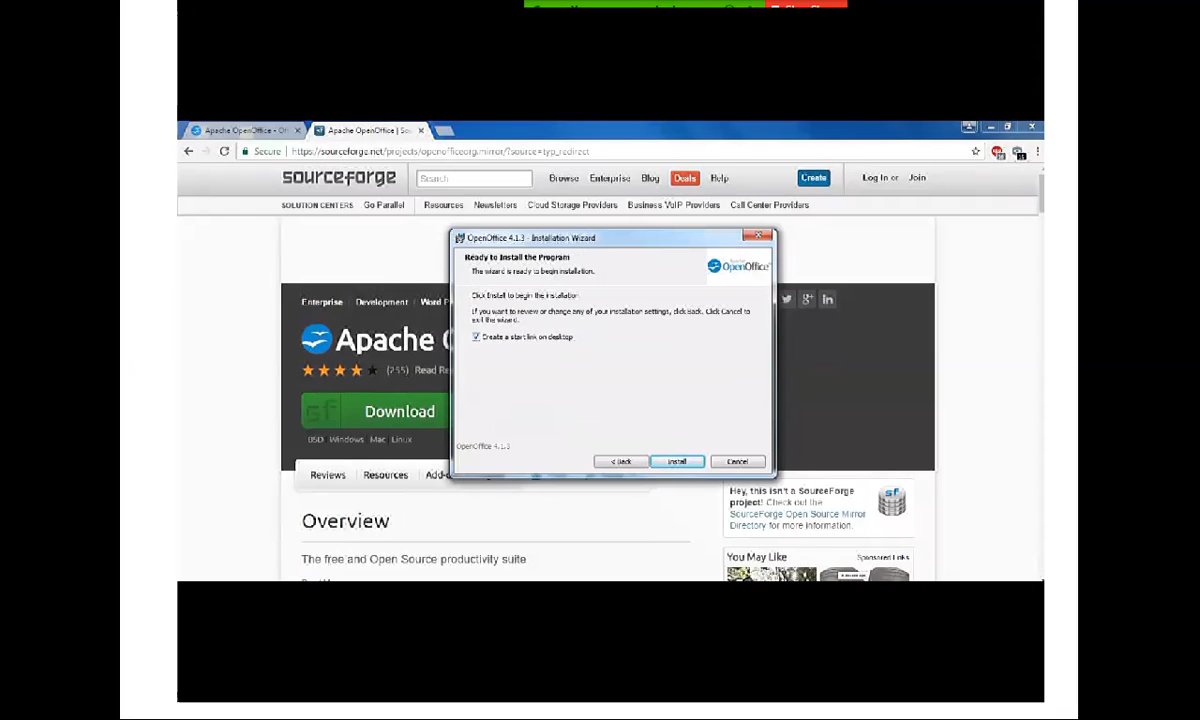 Apache OpenOffice - Of
Apache OpenOffice | Sou
Secure https://sourceforge.net/projects/openofficeorg.mirror/?source=typ_redirect
sourceforge Search Browse Enterprise Blog Deals Help Create Log In or Join
SOLUTION CENTERS Go Parallel Resources Newsletters Cloud Storage Providers Business VoIP Providers Call Center Providers
OpenOffice 4.1.3 - Installation Wizard
Ready to Install the Program
The wizard is ready to begin installation.
OpenOffice
Click Install to begin the installation.
If you want to review or change any of your installation settings, click Back. Click Cancel to
exit the wizard.
Create a start link on desktop
OpenOffice 4.1.3
< Back Install Cancel
Enterprise Development Word P
Apache
(255) Read Re
sf Download
BSD Windows Mac Linux
Reviews Resources Add-
Overview
The free and Open Source productivity suite
Hey, this isn't a SourceForge
project! Check out the
SourceForge Open Source Mirror
Directory for more information.
sf
You May Like Sponsored Links